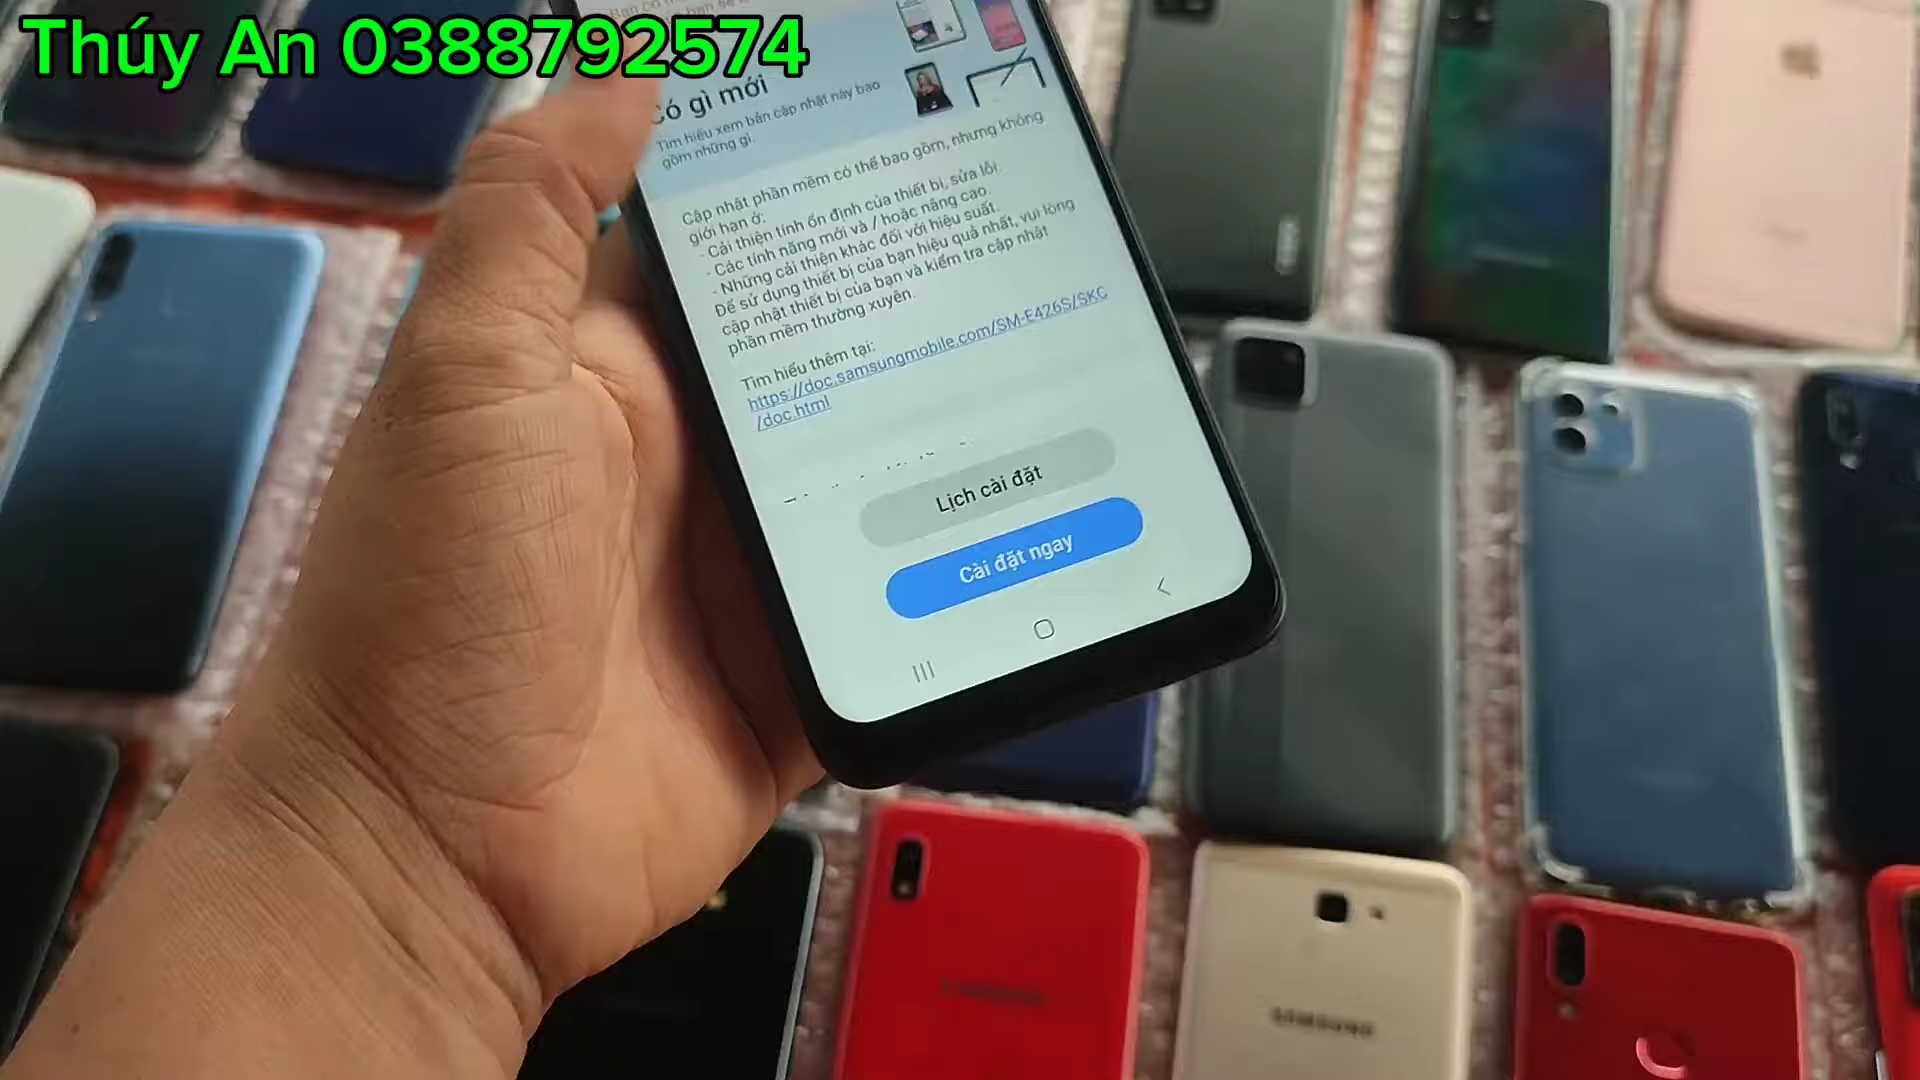 Thúy An 0388792574
Có gì mới
Tìm hiểu xem bản cập nhật này bao
gồm những gì
Cập nhật phần mềm có thể bao gồm, nhưng không
giới hạn ở:
- Cải thiện tính ổn định của thiết bị, sửa lỗi.
- Các tính năng mới và / hoặc nâng cao.
- Những cải thiện khác đối với hiệu suất.
Để sử dụng thiết bị của bạn hiệu quả nhất, vui lòng
cập nhật thiết bị của bạn và kiểm tra cập nhật
phần mềm thường xuyên.
Tìm hiểu thêm tại:
https://doc.samsungmobile.com/SM-E426S/SKC
/doc.html
Lịch cài đặt
Cài đặt ngay
SAMSUNG